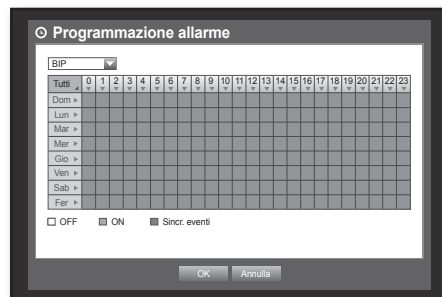 Programmazione allarme
BIP
Tutti 0 1 2 3 4 5 6 7 8 9 10 11 12 13 14 15 16 17 18 19 20 21 22 23
Dom
Lun
Mar
Mer
Gio
Ven
Sab
Fer
OFF ON Sincr. eventi
OK Annulla